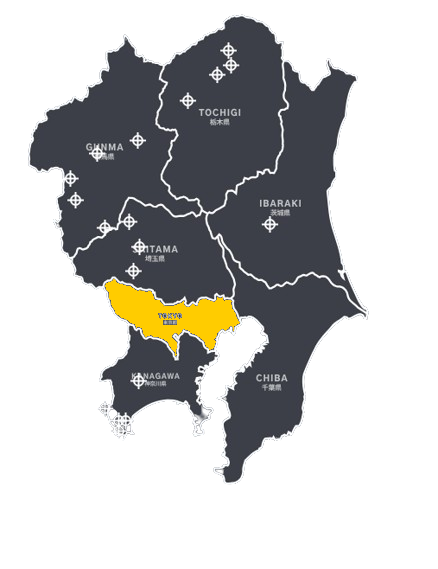 TOCHIGI
栃木県
GUNMA
群馬県
IBARAKI
茨城県
SAITAMA
埼玉県
TOKYO
東京都
KANAGAWA
神奈川県
CHIBA
千葉県